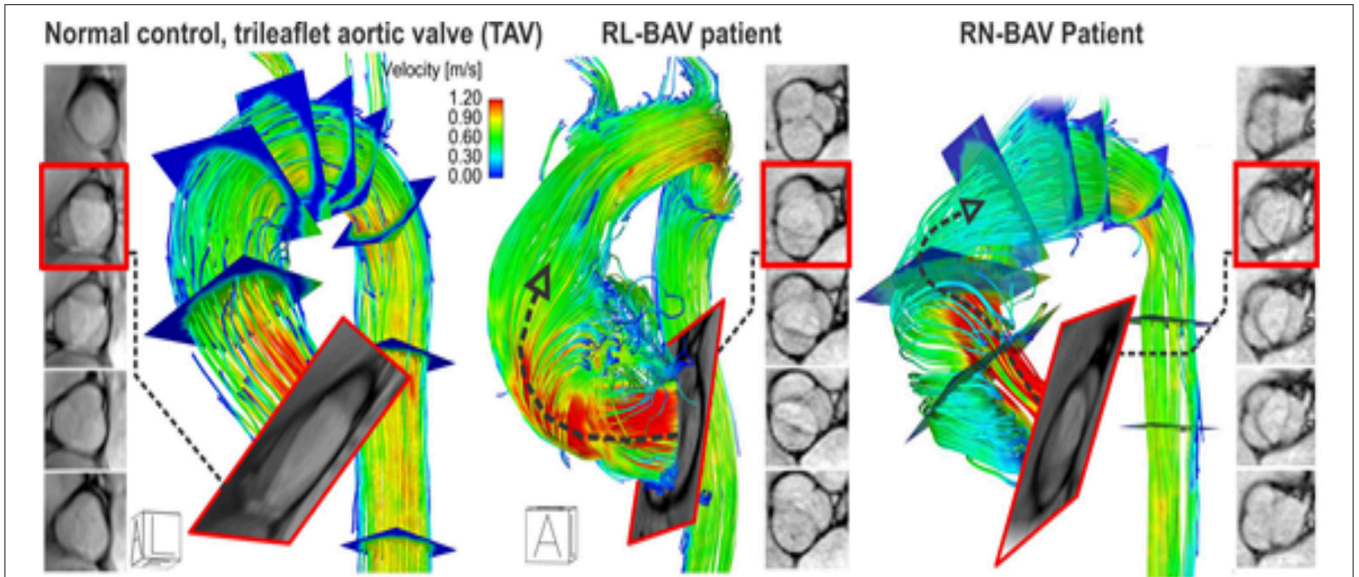 Normal control, trileaflet aortic valve (TAV)
RL-BAV patient
RN-BAV Patient
Velocity [m/s]
1.20
0.90
0.60
0.30
0.00
A L
A